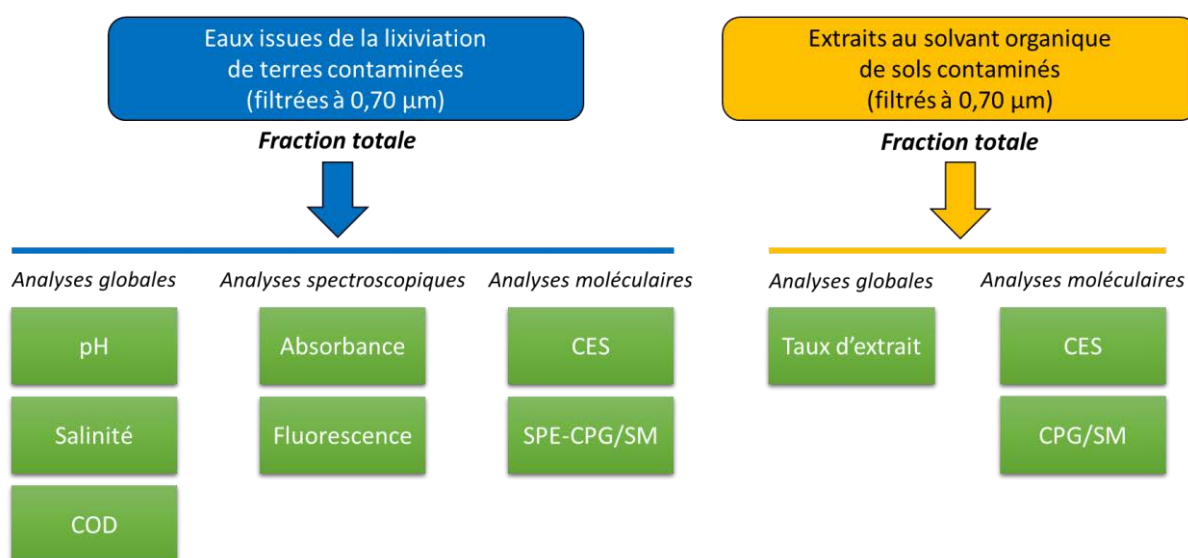 Eaux issues de la lixiviation
de terres contaminées
(filtrées à 0,70 µm)
Fraction totale
Analyses globales
pH
Salinité
COD
Analyses spectroscopiques
Absorbance
Fluorescence
Analyses moléculaires
CES
SPE-CPG/SM
Extraits au solvant organique
de sols contaminés
(filtrés à 0,70 µm)
Fraction totale
Analyses globales
Taux d'extrait
Analyses moléculaires
CES
CPG/SM